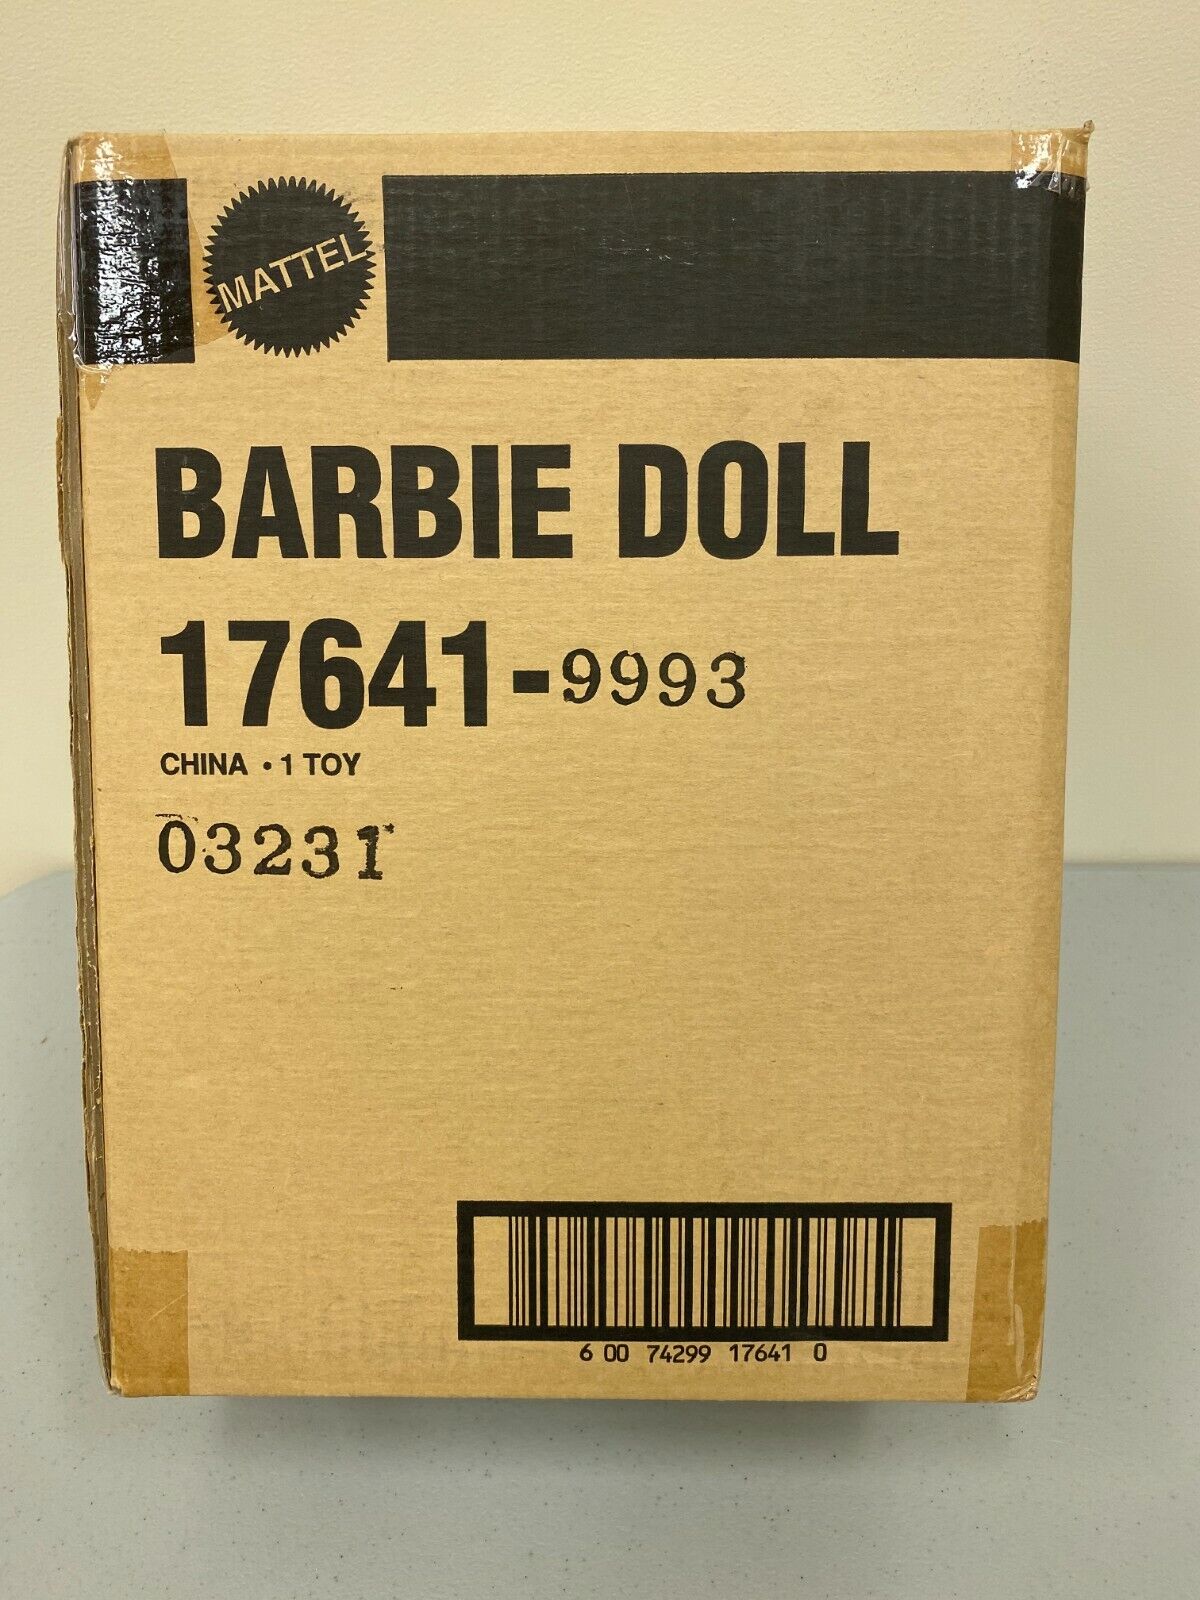 MATTEL
BARBIE DOLL
17641-9993
CHINA • 1 TOY
03231
6 00 74299 17641 0